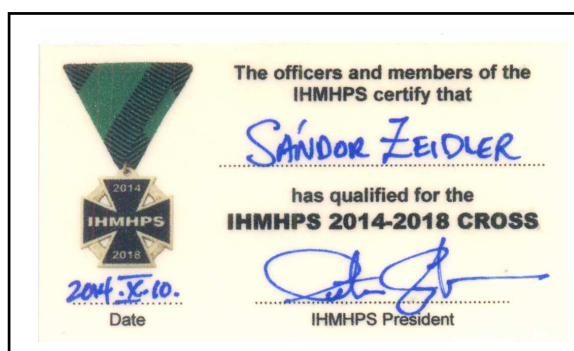 The officers and members of the
IHMHPS certify that
SÁNDOR ZEIDLER
has qualified for the
IHMHPS 2014-2018 CROSS
2014
IHMHPS
2018
2014.X.10.
Date
IHMHPS President